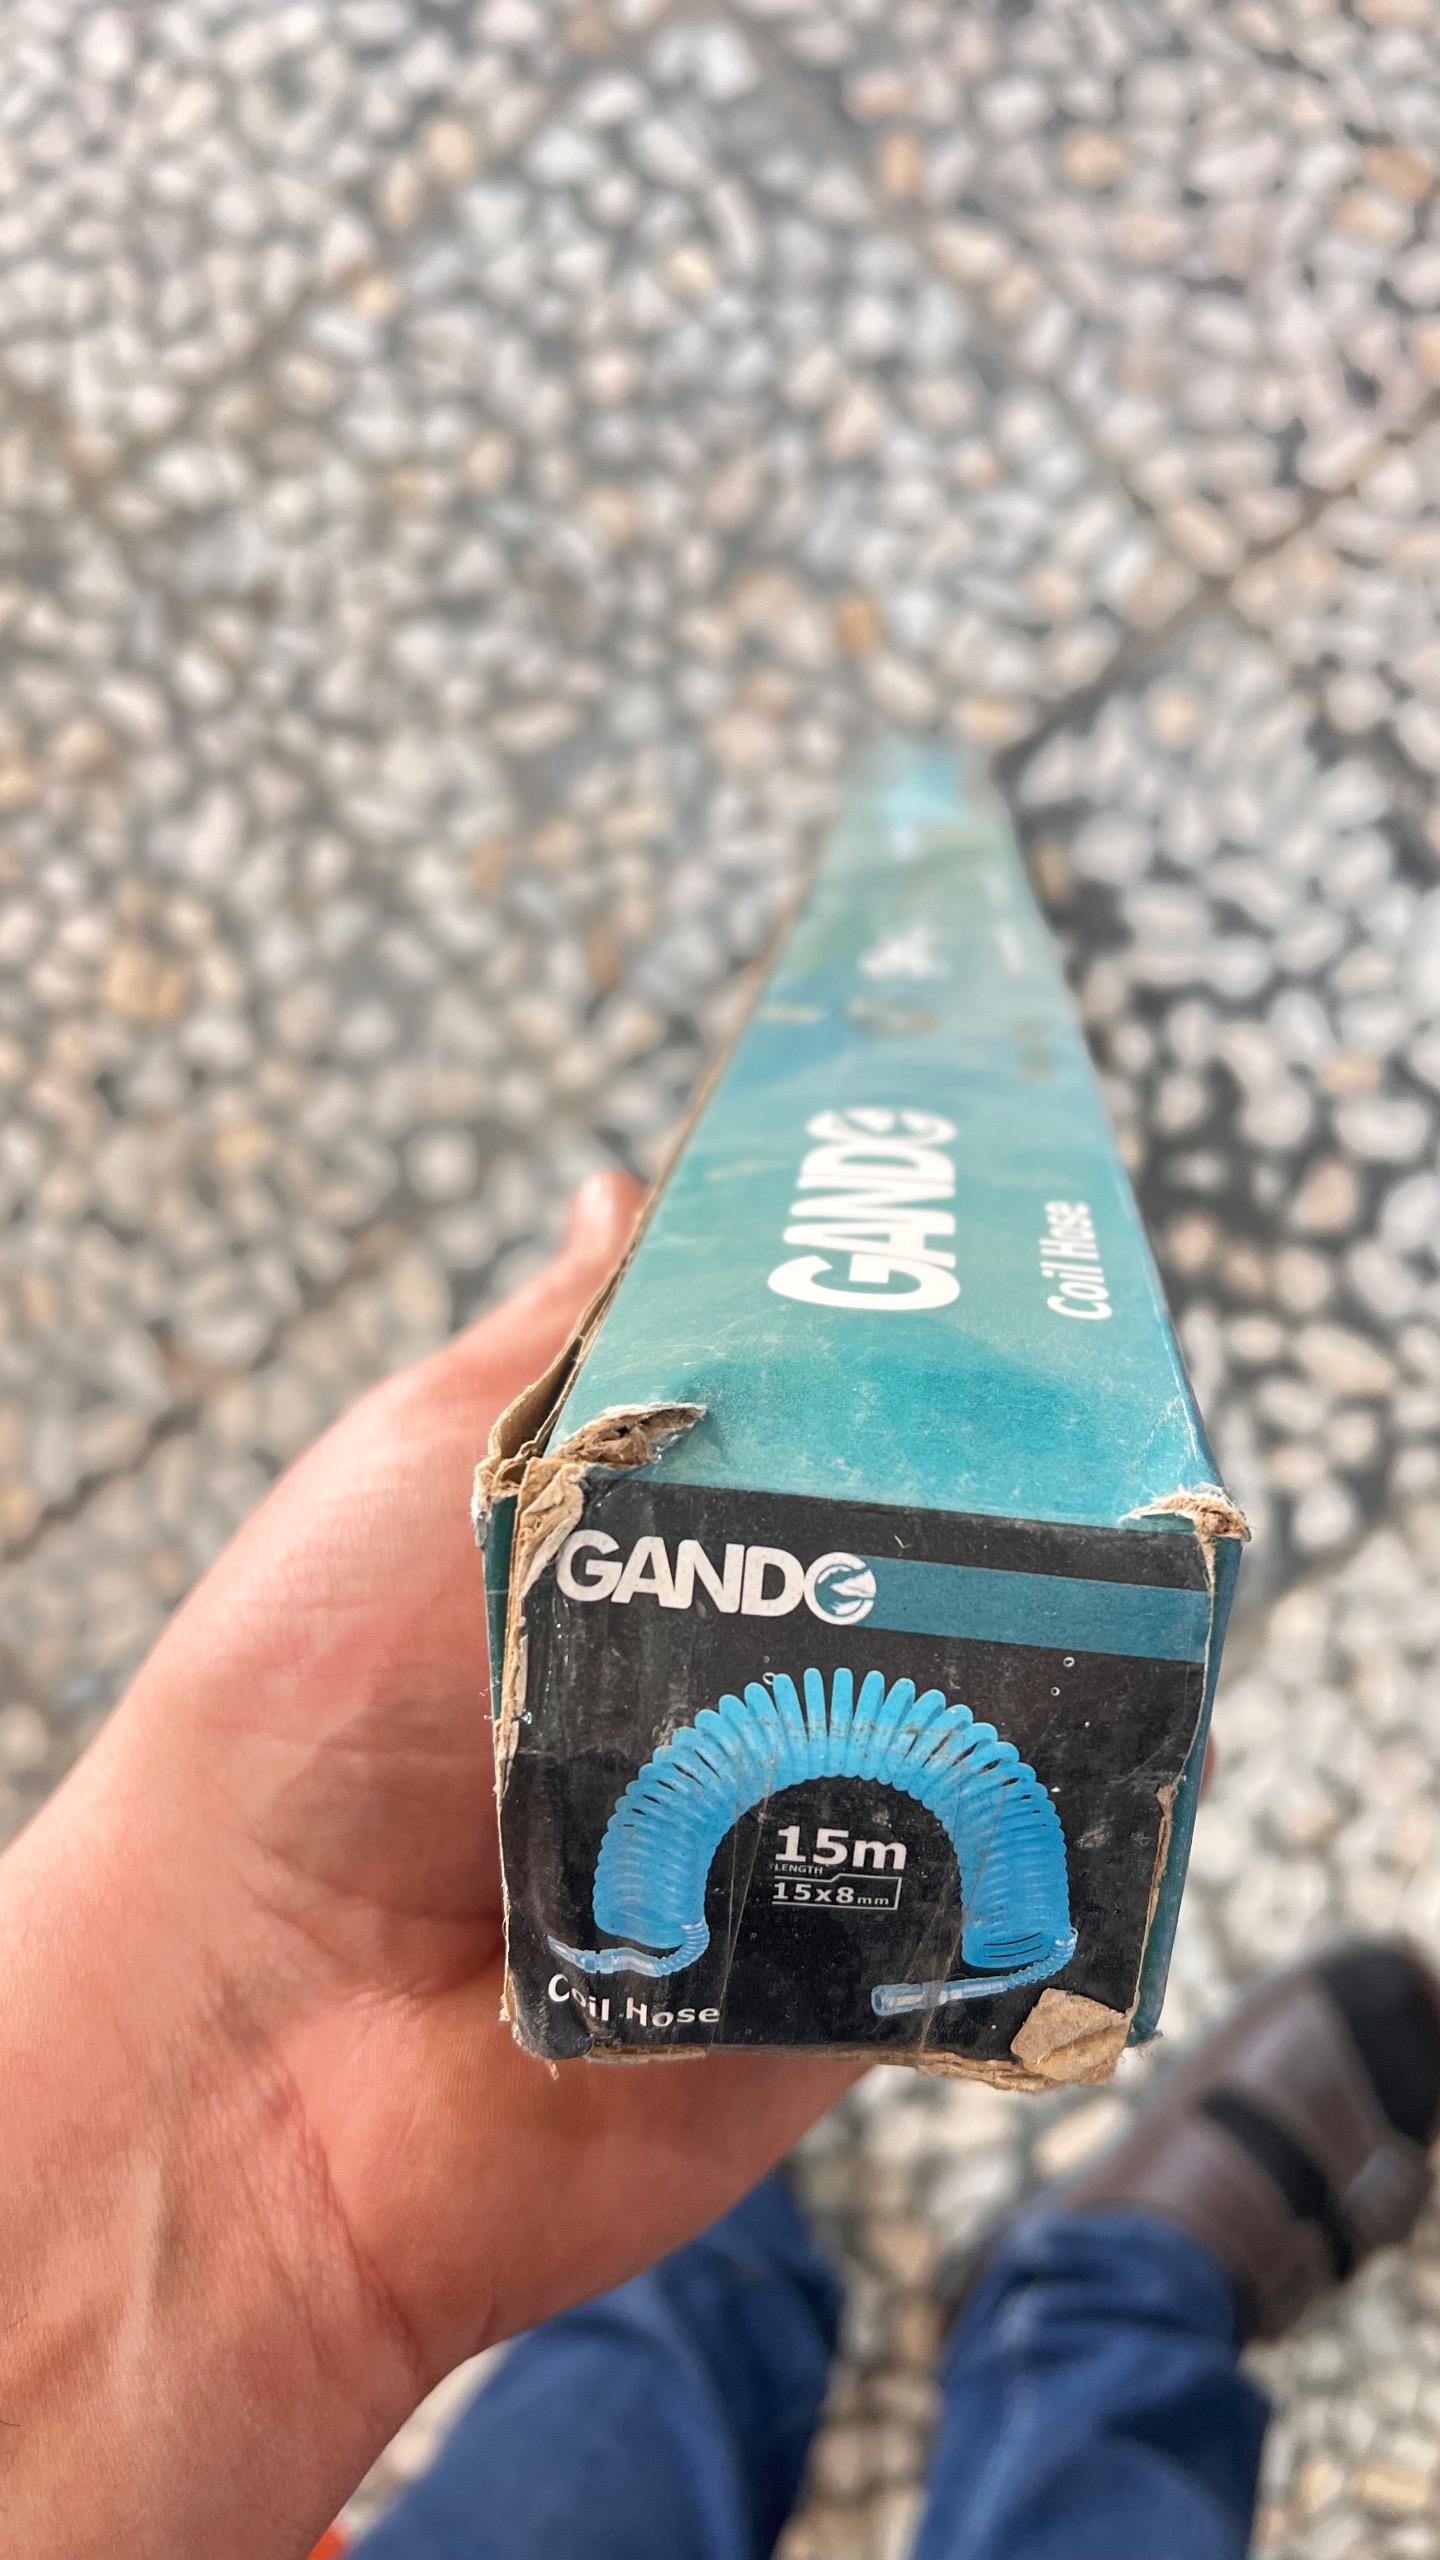 GANDO
Coil Hose
GANDO
15m
LENGTH
15x8mm
Coil Hose